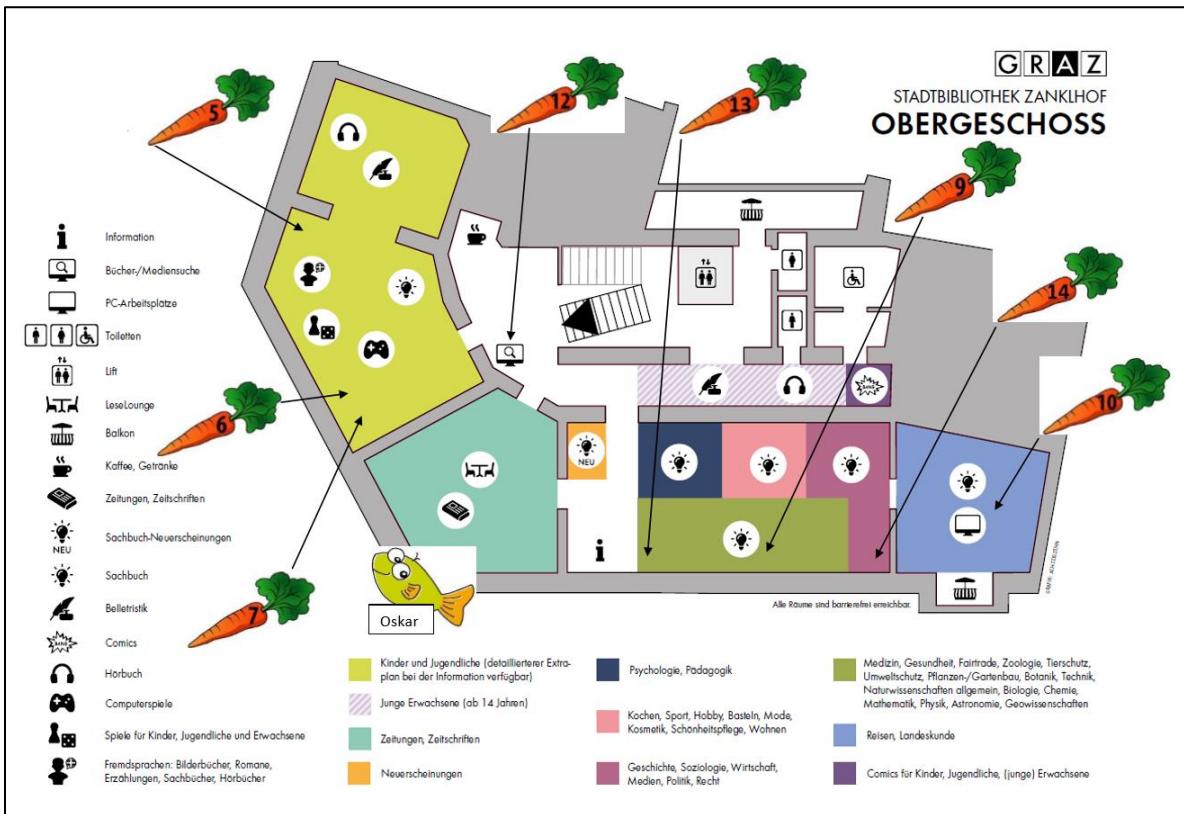 GRAZ
STADTBIBLIOTHEK ZANKLHOF
OBERGESCHOSS
5
12
13
9
14
10
6
7
Information
Bücher-/Mediensuche
PC-Arbeitsplätze
Toiletten
Lift
LeseLounge
Balkon
Kaffee, Getränke
Zeitungen, Zeitschriften
NEU
Sachbuch-Neuerscheinungen
Sachbuch
Belletristik
BANG
Comics
Hörbuch
Computerspiele
Spiele für Kinder, Jugendliche und Erwachsene
Fremdsprachen: Bilderbücher, Romane,
Erzählungen, Sachbücher, Hörbücher
BANG
NEU
i
Oskar
Alle Räume sind barrierefrei erreichbar.
Kinder und Jugendliche (detaillierterer Extra-
plan bei der Information verfügbar)
Junge Erwachsene (ab 14 Jahren)
Zeitungen, Zeitschriften
Neuerscheinungen
Psychologie, Pädagogik
Kochen, Sport, Hobby, Basteln, Mode,
Kosmetik, Schönheitspflege, Wohnen
Geschichte, Soziologie, Wirtschaft,
Medien, Politik, Recht
Medizin, Gesundheit, Fairtrade, Zoologie, Tierschutz,
Umweltschutz, Pflanzen-/Gartenbau, Botanik, Technik,
Naturwissenschaften allgemein, Biologie, Chemie,
Mathematik, Physik, Astronomie, Geowissenschaften
Reisen, Landeskunde
Comics für Kinder, Jugendliche, (junge) Erwachsene